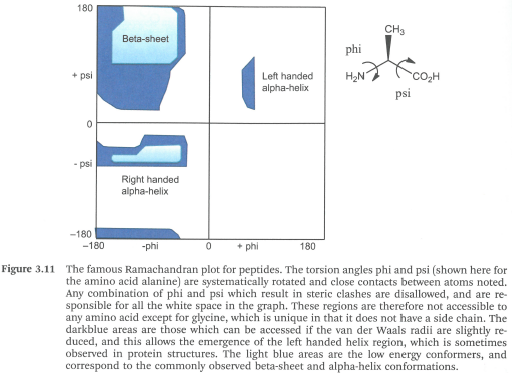 180
Beta-sheet
CH3
phi
+ psi
Left handed
alpha-helix
H2N
CO2H
psi
0
- psi
Right handed
alpha-helix
-180
-180
-phi
0
+ phi
180
Figure 3.11 The famous Ramachandran plot for peptides. The torsion angles phi and psi (shown here for
the amino acid alanine) are systematically rotated and close contacts between atoms noted.
Any combination of phi and psi which result in steric clashes are disallowed, and are re-
sponsible for all the white space in the graph. These regions are therefore not accessible to
any amino acid except for glycine, which is unique in that it does not have a side chain. The
darkblue areas are those which can be accessed if the van der Waals radii are slightly re-
duced, and this allows the emergence of the left handed helix region, which is sometimes
observed in protein structures. The light blue areas are the low energy conformers, and
correspond to the commonly observed beta-sheet and alpha-helix conformations.